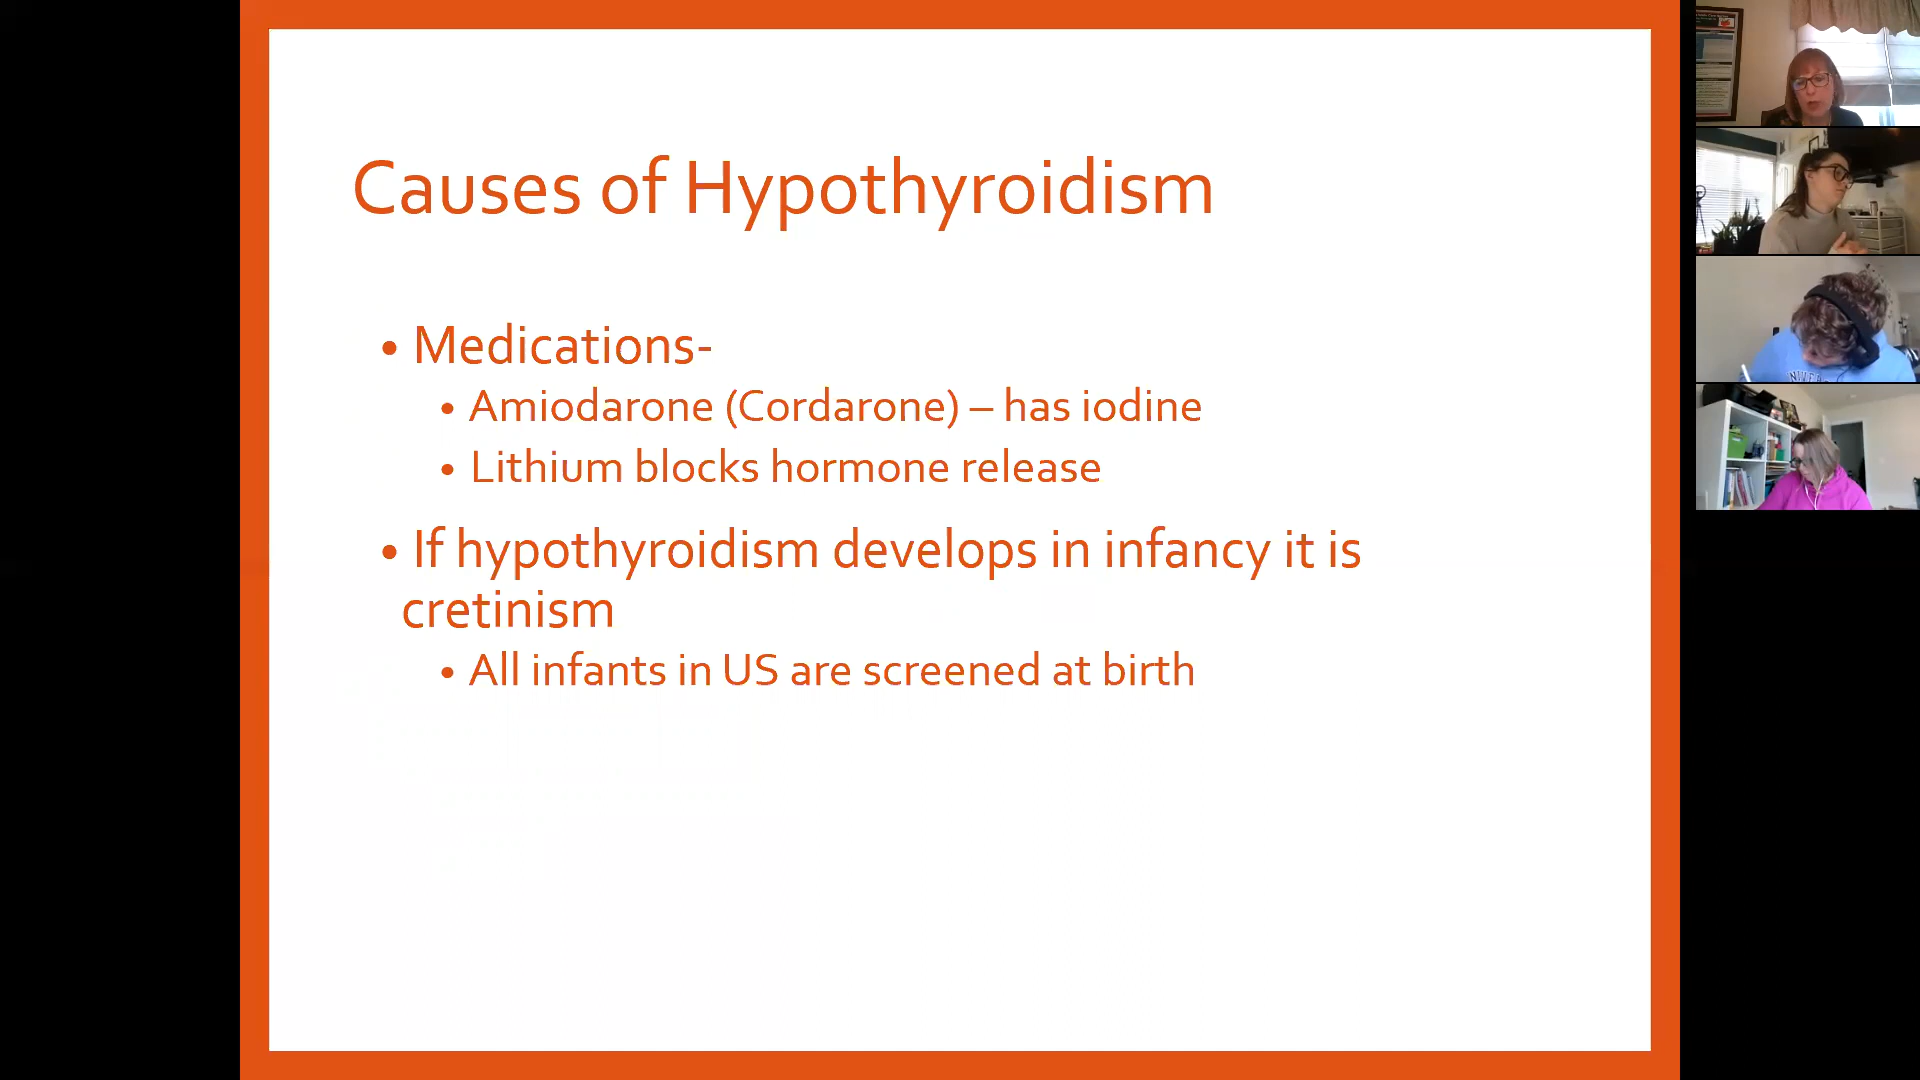 Causes of Hypothyroidism
• Medications-
• Amiodarone (Cordarone) – has iodine
• Lithium blocks hormone release
• If hypothyroidism develops in infancy it is
cretinism
• All infants in US are screened at birth